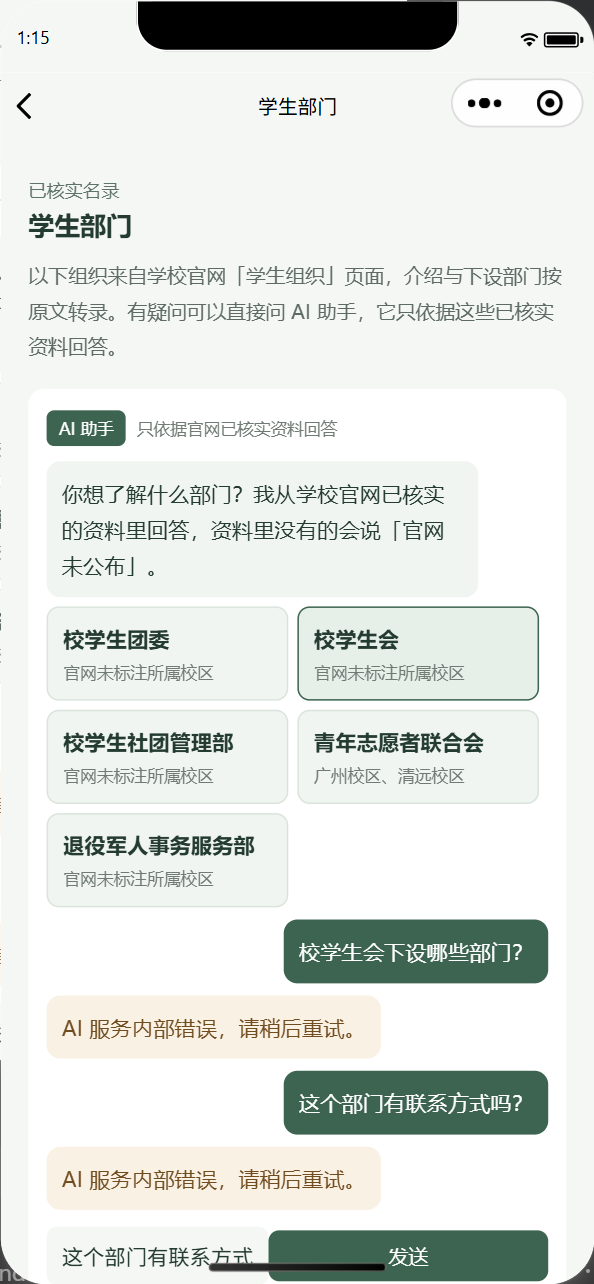 1:15
学生部门
已核实名录
学生部门
以下组织来自学校官网「学生组织」页面，介绍与下设部门按
原文转录。有疑问可以直接问 AI 助手，它只依据这些已核实
资料回答。
AI 助手
只依据官网已核实资料回答
你想了解什么部门？我从学校官网已核实
的资料里回答，资料里没有的会说「官网
未公布」。
校学生团委
官网未标注所属校区
校学生会
官网未标注所属校区
校学生社团管理部
官网未标注所属校区
青年志愿者联合会
广州校区、清远校区
退役军人事务服务部
官网未标注所属校区
校学生会下设哪些部门？
AI 服务内部错误，请稍后重试。
这个部门有联系方式吗？
AI 服务内部错误，请稍后重试。
这个部门有联系方式
发送